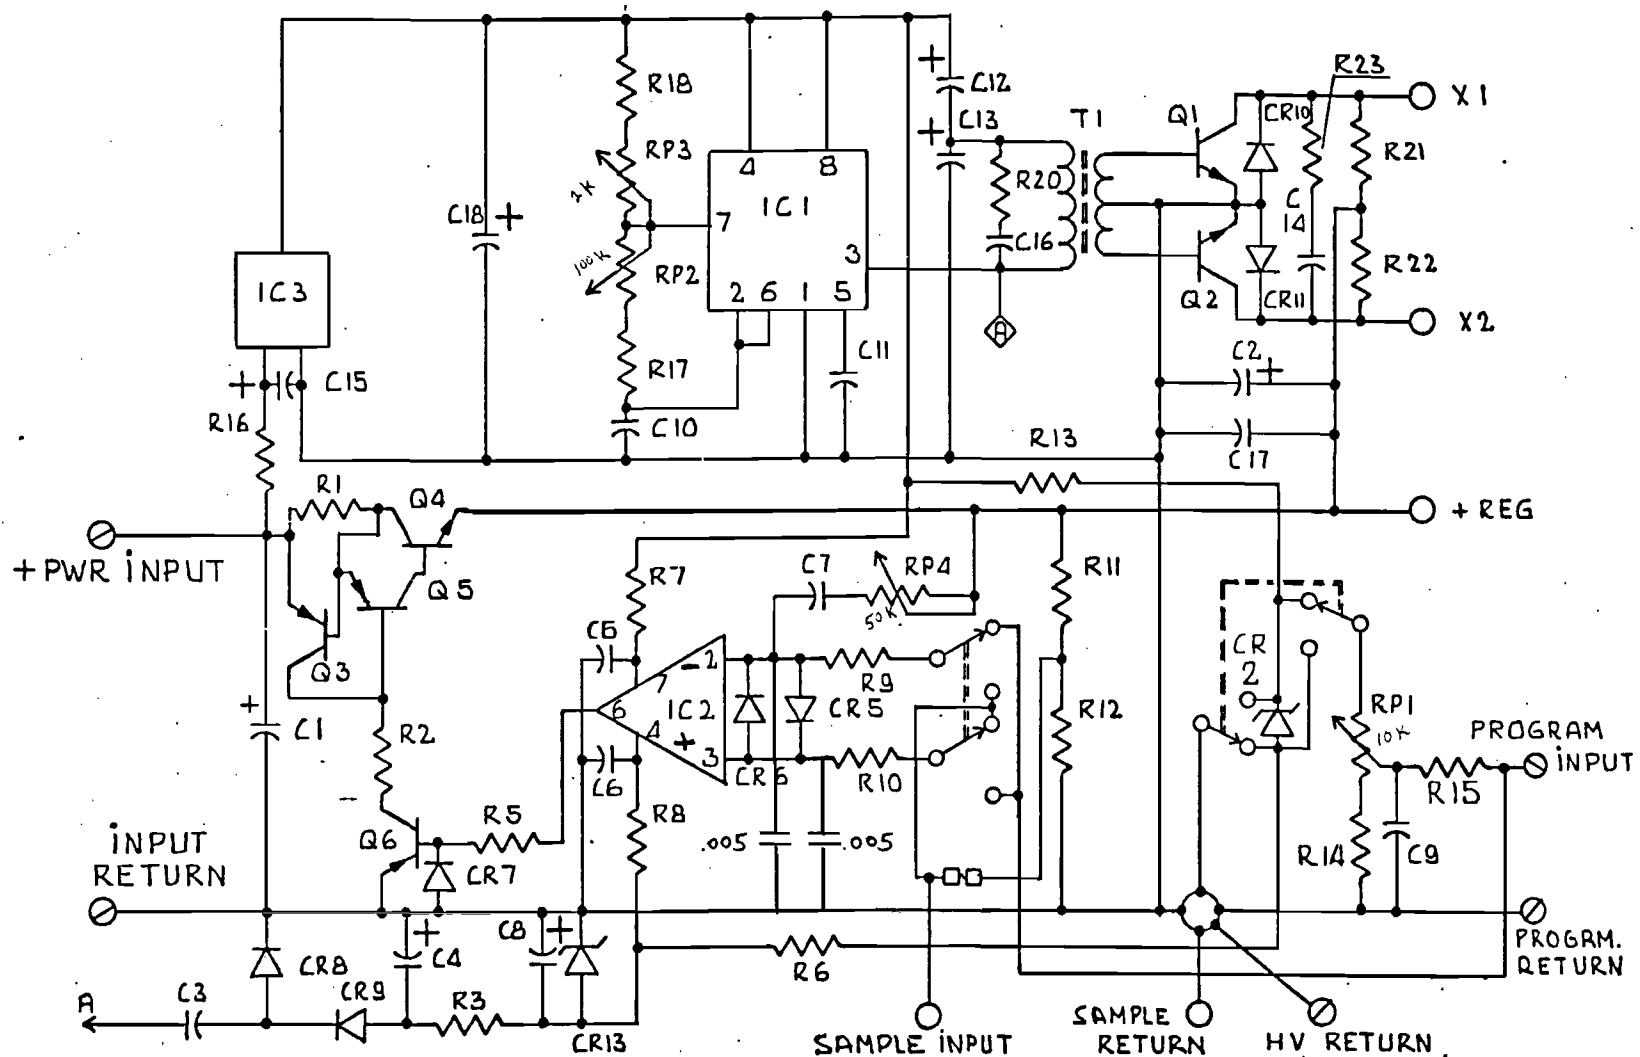 R23
C12
X1
C13
T1
Q1
CR10
R18
RP3
2K
4
8
R20
R21
IC1
C
14
C18
7
C16
100K
RP2
3
R22
IC3
2
6
1
5
Q2
CR11
A
X2
C2
C11
R17
C15
R16
C10
R13
C17
R1
Q4
+ REG
+PWR iNPUT
Q5
R7
C7
RP4
R11
50K
C5
Q3
7
- 2
R9
CR
2
IC2
CR5
6
R12
RP1
10K
PROGRAM
iNPUT
C1
R2
4
+ 3
C6
CR6
R10
R15
R5
R8
iNPUT
RETURN
Q6
.005
.005
R14
C9
CR7
C8
CR8
C4
R6
PROGRM.
RETURN
A
C3
CR9
R3
CR13
SAMPLE iNPUT
SAMPLE
RETURN
HV RETURN